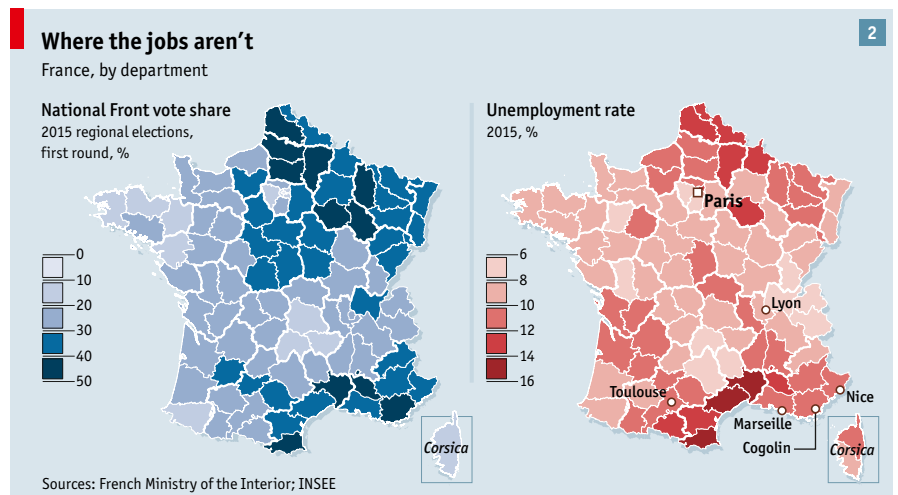 Where the jobs aren't
2
France, by department
National Front vote share
2015 regional elections,
first round, %
0
10
20
30
40
50
Corsica
Unemployment rate
2015, %
6
8
10
12
14
16
Paris
Lyon
Toulouse
Nice
Marseille
Cogolin
Corsica
Sources: French Ministry of the Interior; INSEE